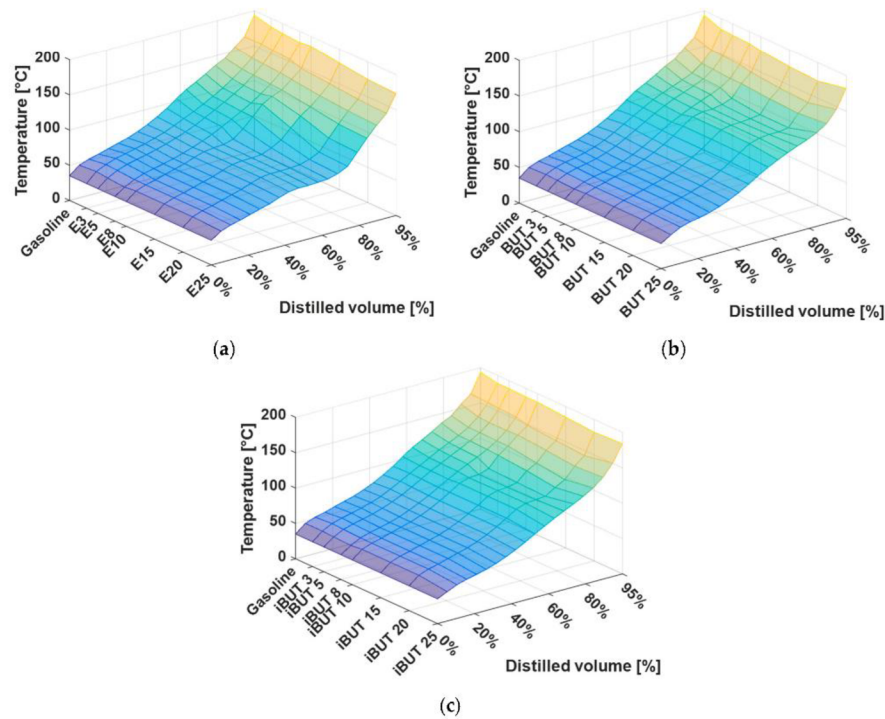 200
150
100
50
0
Temperature [°C]
Gasoline
E3
E5
E8
E10
E15
E20
E25
0%
20%
40%
60%
80%
95%
Distilled volume [%]
(a)
200
150
100
50
0
Temperature [°C]
Gasoline
BUT 3
BUT 5
BUT 8
BUT 10
BUT 15
BUT 20
BUT 25
0%
20%
40%
60%
80%
95%
Distilled volume [%]
(b)
200
150
100
50
0
Temperature [°C]
Gasoline
iBUT 3
iBUT 5
iBUT 8
iBUT 10
iBUT 15
iBUT 20
iBUT 25
0%
20%
40%
60%
80%
95%
Distilled volume [%]
(c)